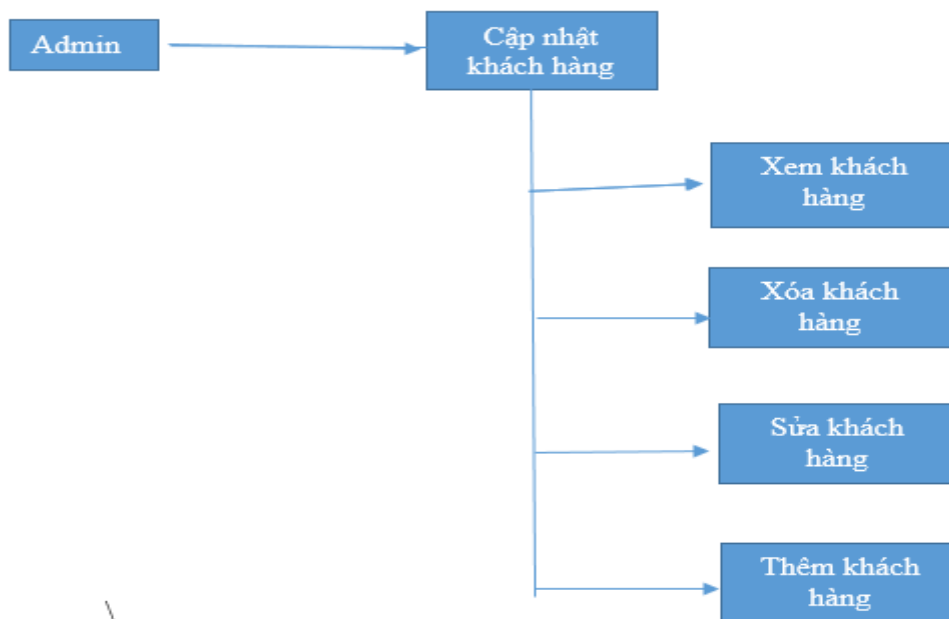 Admin
Cập nhật
khách hàng
Xem khách
hàng
Xóa khách
hàng
Sửa khách
hàng
Thêm khách
hàng